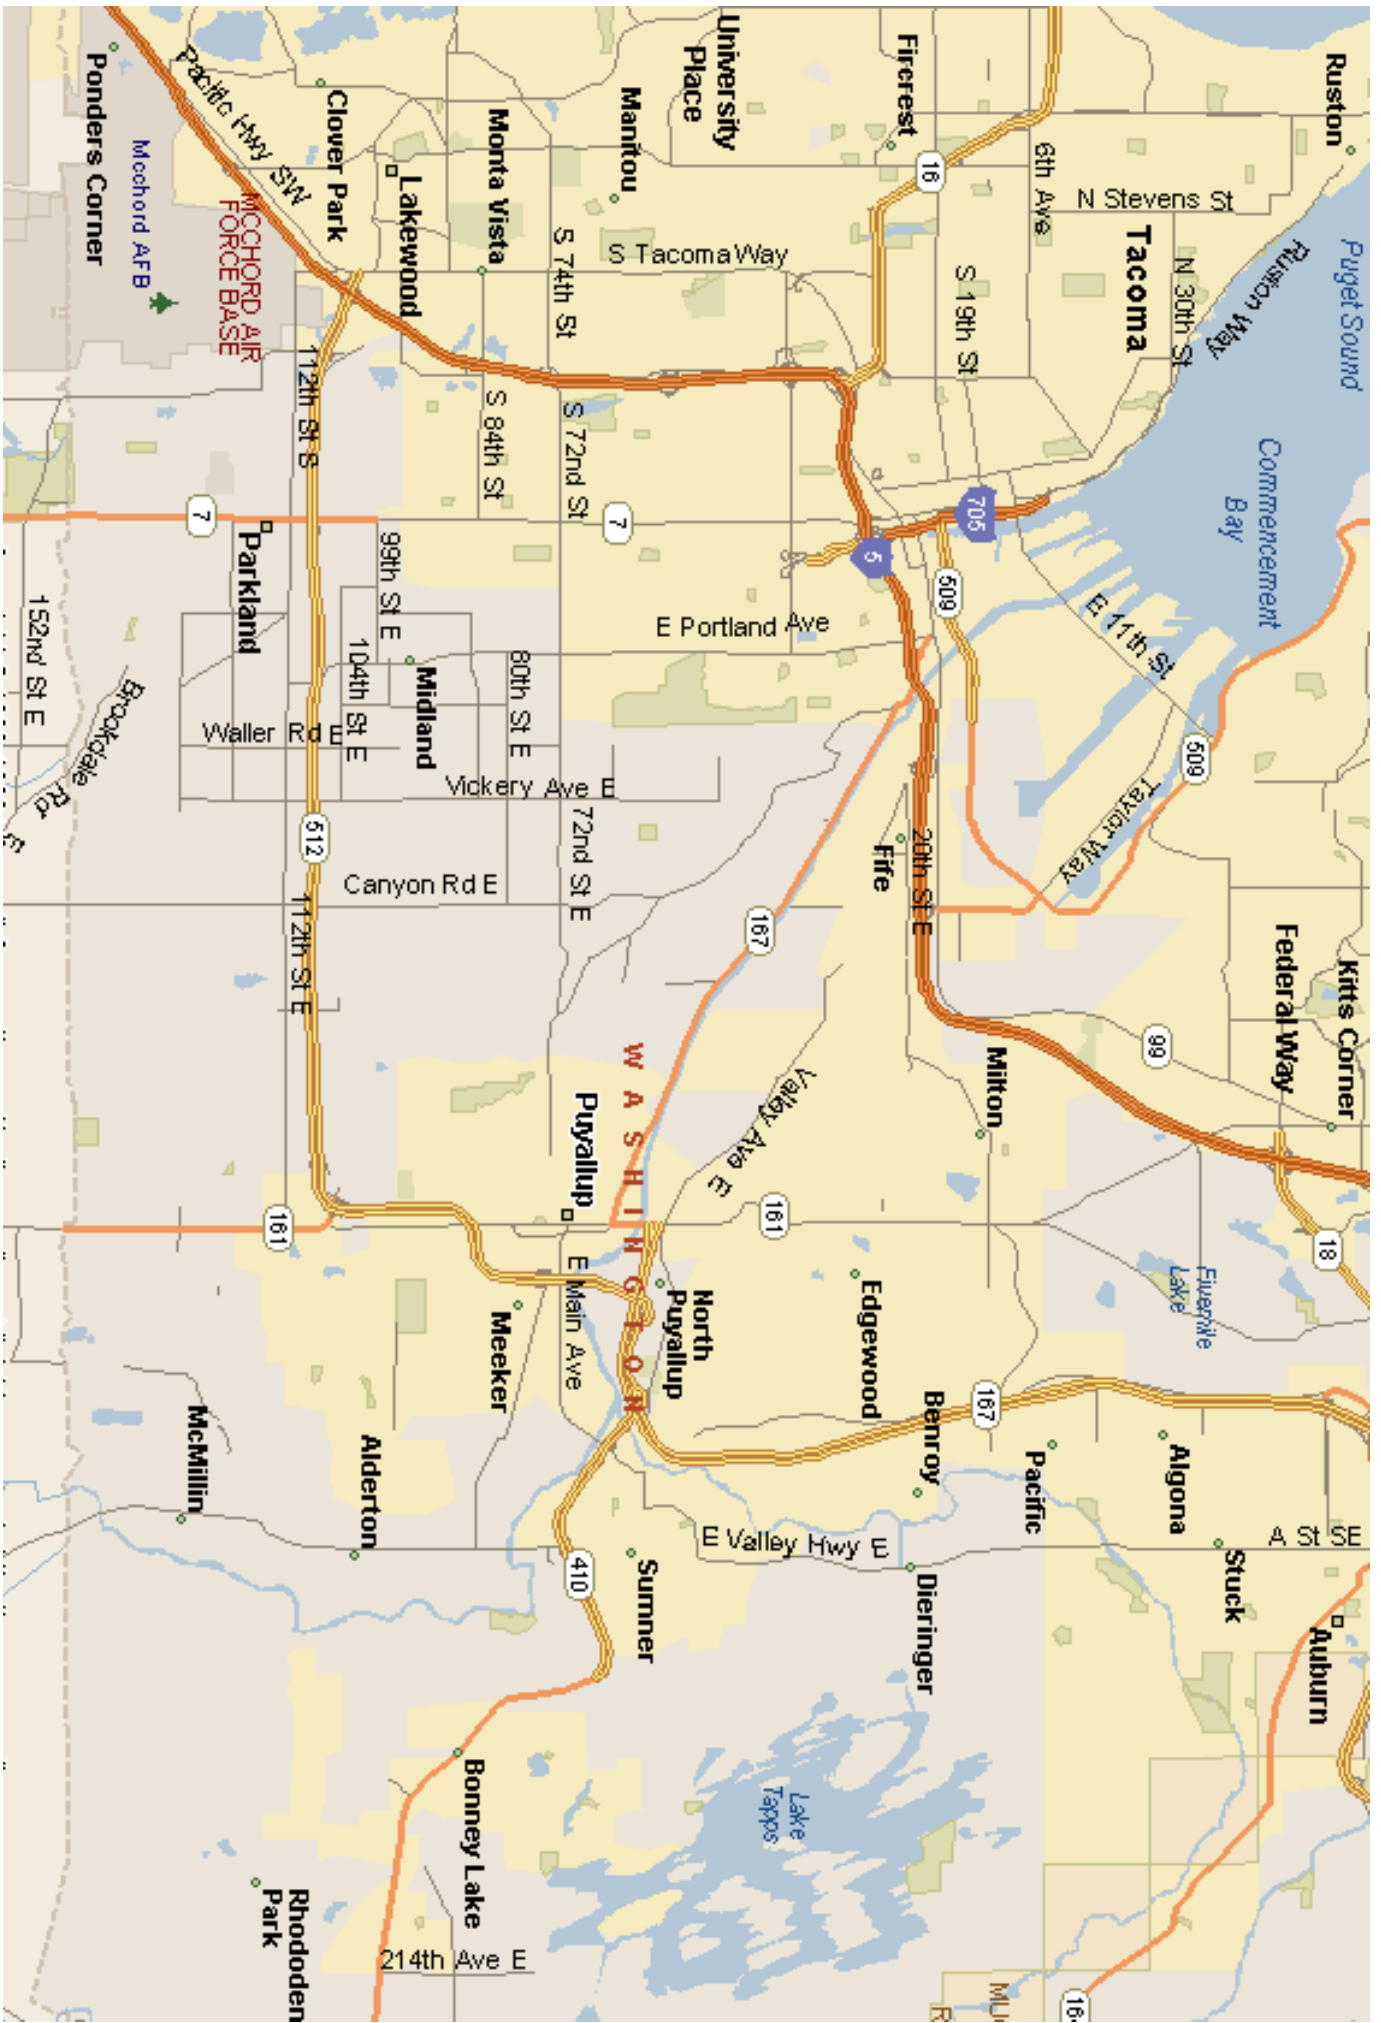 Ruston
Puget Sound
Ruston Way
N 30th St
Tacoma
N Stevens St
6th Ave
16
Fircrest
S 19th St
University
Place
Manitou
S Tacoma Way
S 74th St
Monta Vista
Lakewood
Clover Park
Pacific Hwy SW
Ponders Corner
Mcchord AFB
MCCHORD AIR
FORCE BASE
Commencement
Bay
705
5
509
E 11th St
509
Taylor Way
S 72nd St
S 84th St
112th St S
7
7
Parkland
99th St E
104th St E
Midland
80th St E
E Portland Ave
152nd St E
Brookdale Rd E
Waller Rd E
Vickery Ave E
72nd St E
512
Canyon Rd E
112th St E
167
Fife
20th St E
Kitts Corner
Federal Way
99
Milton
Valley Ave E
WASHINGTON
Puyallup
161
161
18
Fivemile
Lake
Edgewood
North
Puyallup
E Main Ave
Meeker
167
Benroy
Pacific
Algona
Stuck
A St SE
Auburn
E Valley Hwy E
Dieringer
Sumner
410
Alderton
McMillin
Lake
Tapps
Bonney Lake
214th Ave E
Rhododen
Park
16
MU
R